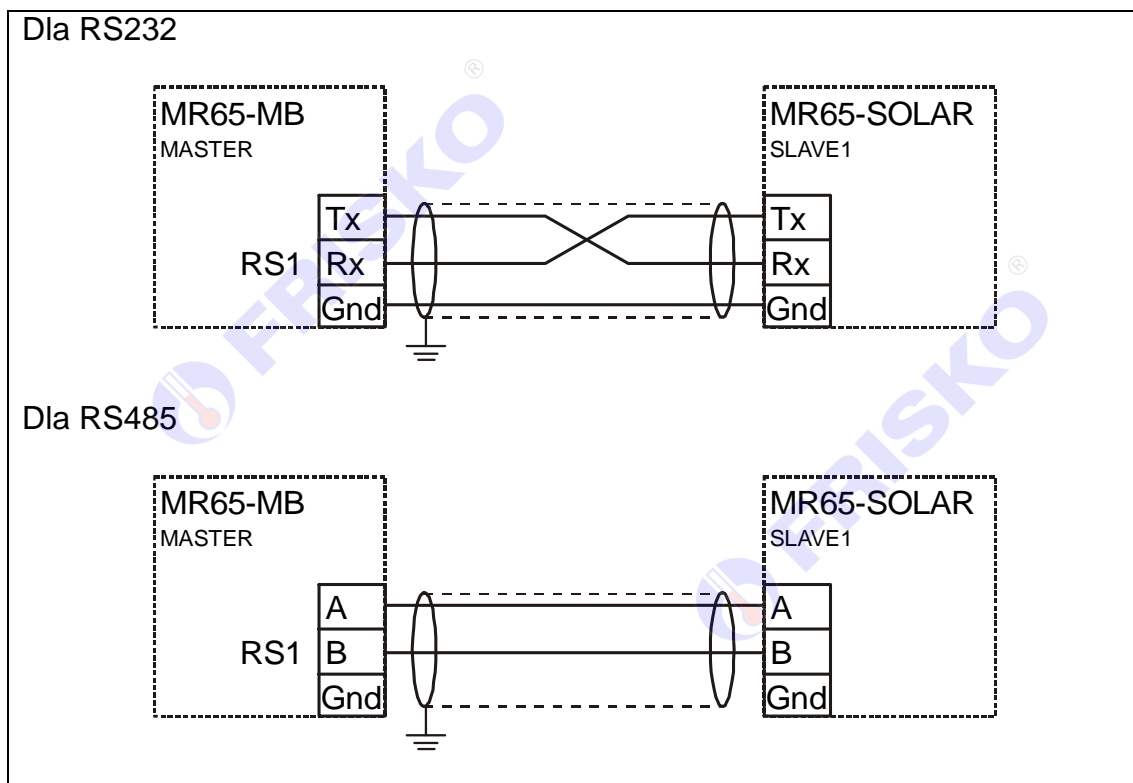 Dla RS232
MR65-MB
MASTER
MR65-SOLAR
SLAVE1
Tx
Tx
RS1 Rx
Rx
Gnd
Gnd
FRISKO ®
Dla RS485
MR65-MB
MASTER
MR65-SOLAR
SLAVE1
A
A
RS1 B
B
Gnd
Gnd
FRISKO ®